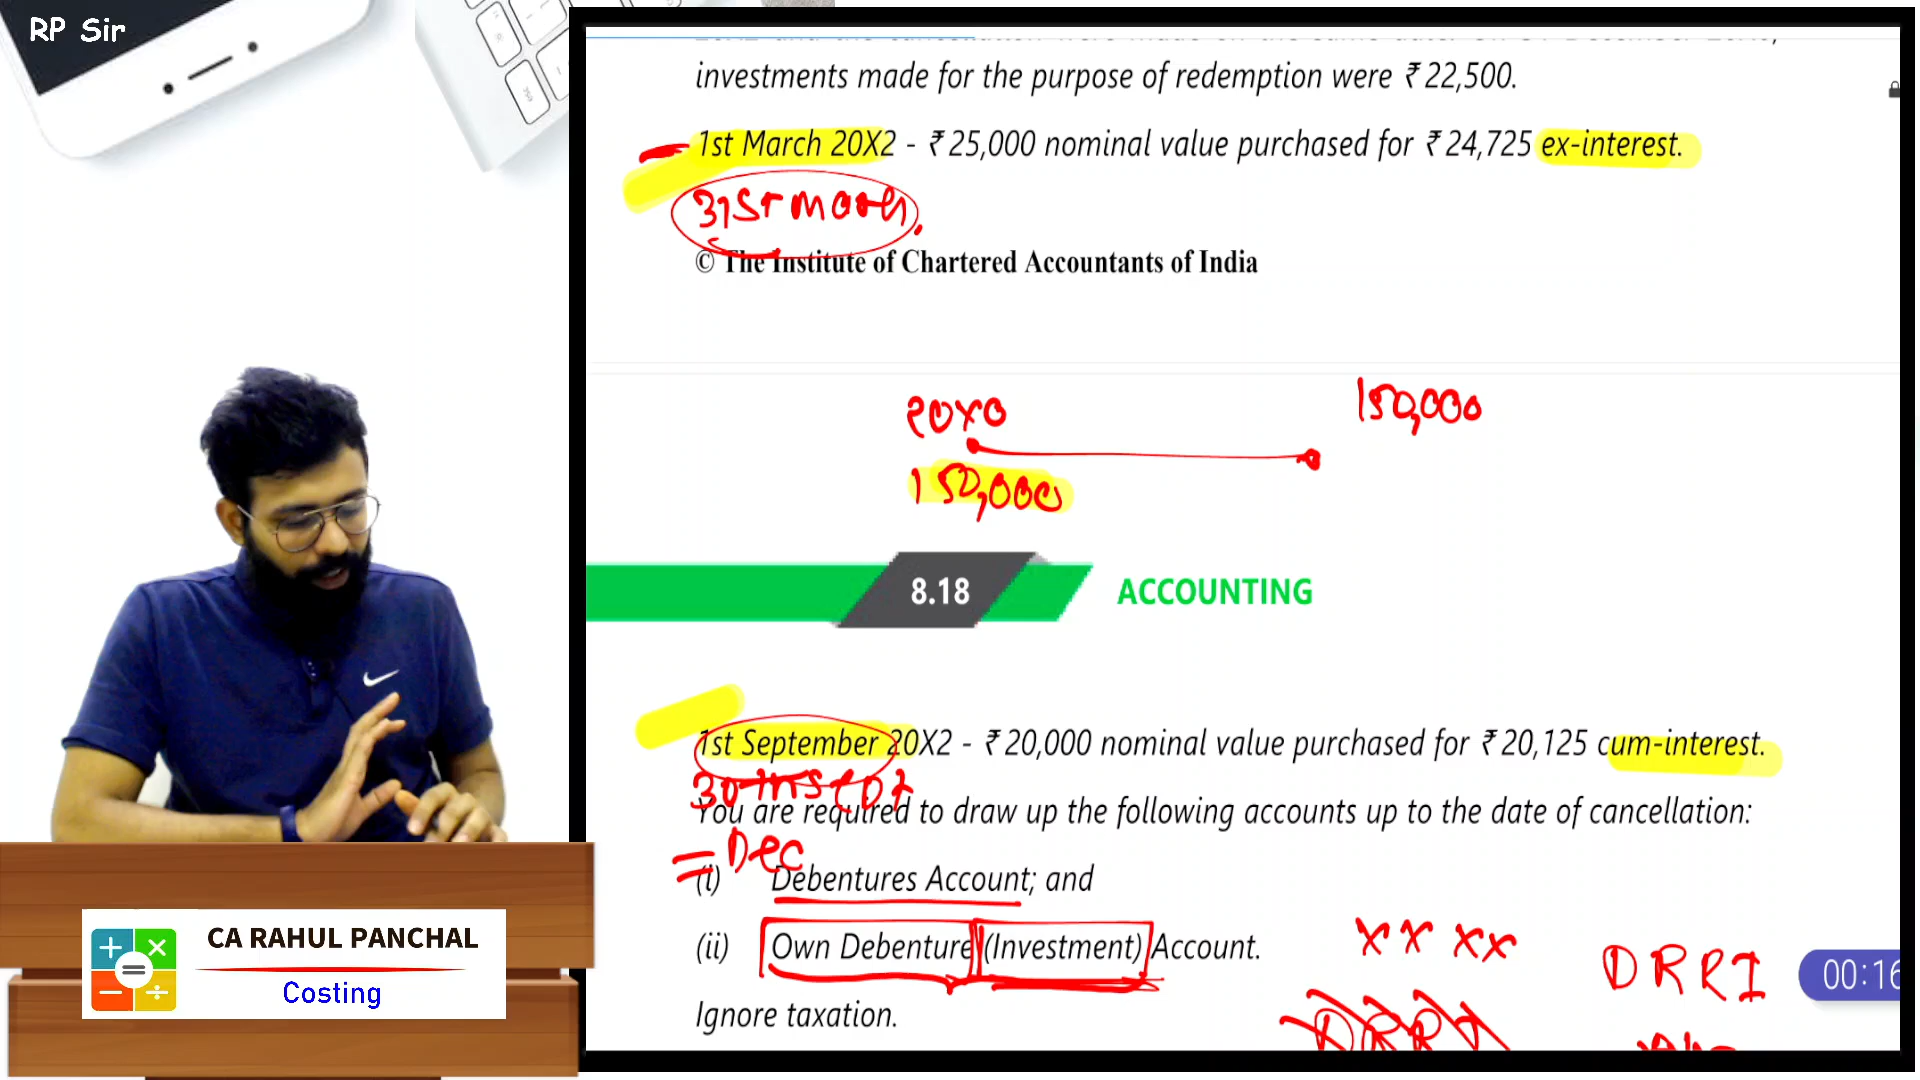 RP Sir
investments made for the purpose of redemption were ₹ 22,500.
1st March 20X2 - ₹ 25,000 nominal value purchased for ₹ 24,725 ex-interest.
31st March.
© The Institute of Chartered Accountants of India
20X0
150,000
150,000
8.18 ACCOUNTING
1st September 20X2 - ₹ 20,000 nominal value purchased for ₹ 20,125 cum-interest.
You are required to draw up the following accounts up to the date of cancellation:
= Dec
(i) Debentures Account; and
(ii) Own Debenture (Investment) Account.
xx xx
DRRI
00:16
Ignore taxation.
CA RAHUL PANCHAL
Costing